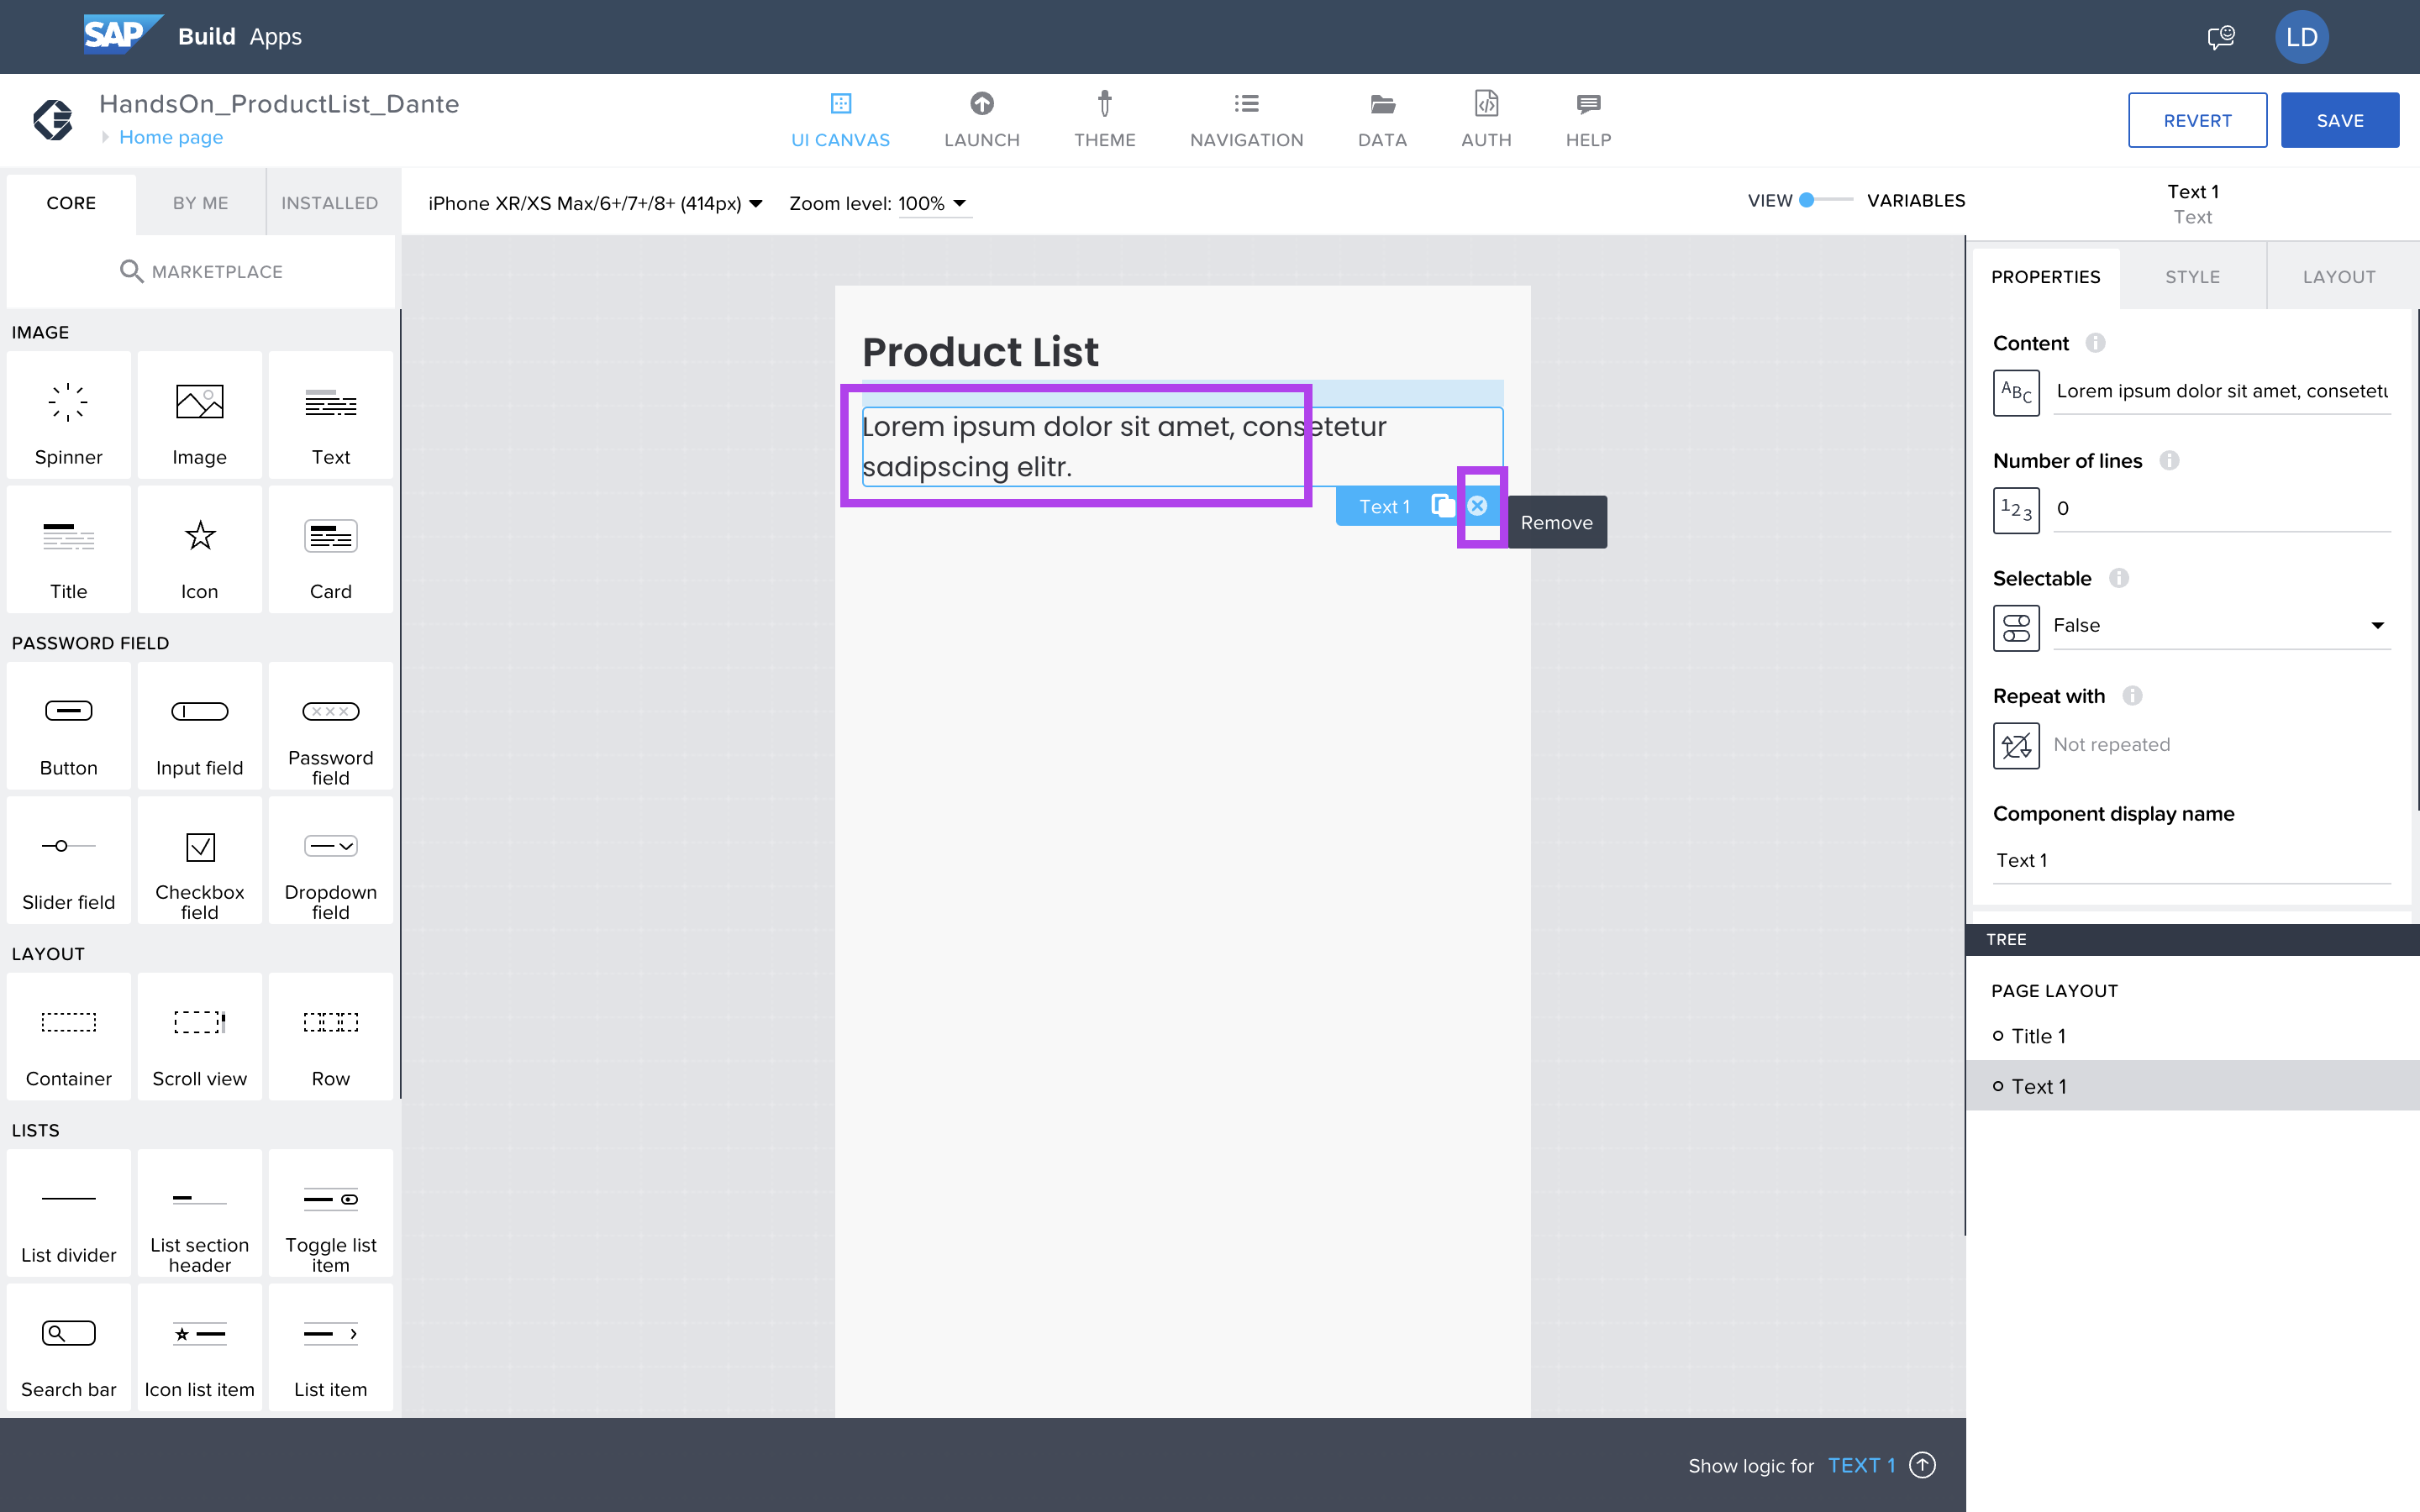 SAP Build Apps
LD
HandsOn_ProductList_Dante
Home page
UI CANVAS
LAUNCH
THEME
NAVIGATION
DATA
AUTH
HELP
REVERT
SAVE
CORE
BY ME
INSTALLED
iPhone XR/XS Max/6+/7+/8+ (414px)
Zoom level: 100%
VIEW
VARIABLES
Text 1
Text
MARKETPLACE
IMAGE
Spinner
Image
Text
Title
Icon
Card
PASSWORD FIELD
Button
Input field
Password
field
Slider field
Checkbox
field
Dropdown
field
LAYOUT
Container
Scroll view
Row
LISTS
List divider
List section
header
Toggle list
item
Search bar
Icon list item
List item
Product List
Lorem ipsum dolor sit amet, consetetur
sadipscing elitr.
Text 1
Remove
PROPERTIES
STYLE
LAYOUT
Content
ABC
Lorem ipsum dolor sit amet, consetetu
Number of lines
123
0
Selectable
False
Repeat with
Not repeated
Component display name
Text 1
TREE
PAGE LAYOUT
Title 1
Text 1
Show logic for TEXT 1